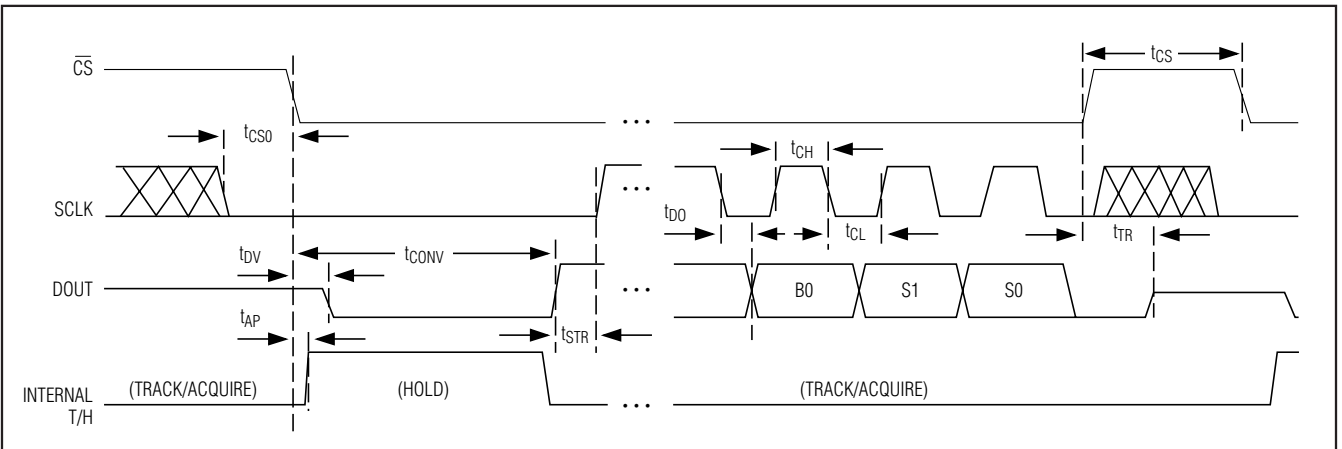 CS
tCS
tCS0
tCH
SCLK
tDO
tCL
tTR
tDV
tCONV
DOUT
B0
S1
S0
tAP
tSTR
(TRACK/ACQUIRE)
(HOLD)
(TRACK/ACQUIRE)
INTERNAL
T/H